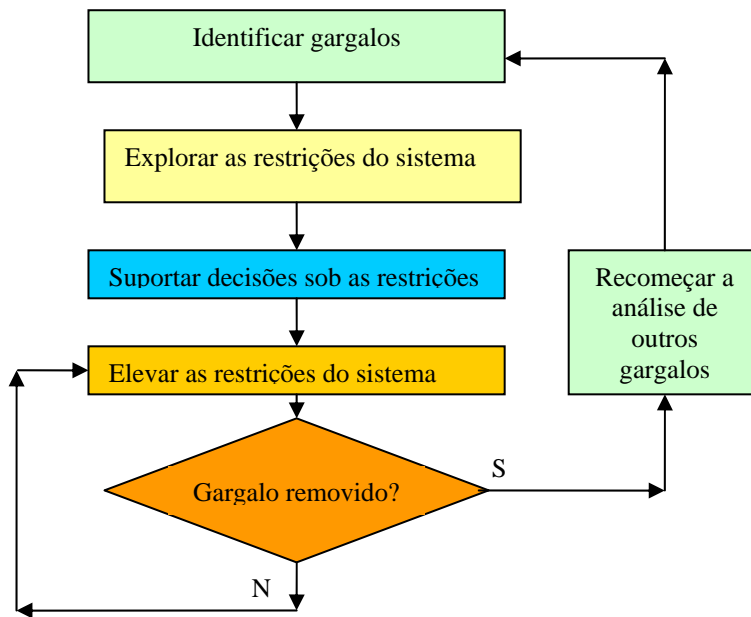 Identificar gargalos
Explorar as restrições do sistema
Suportar decisões sob as restrições
Elevar as restrições do sistema
Gargalo removido?
S
N
Recomeçar a
análise de
outros
gargalos